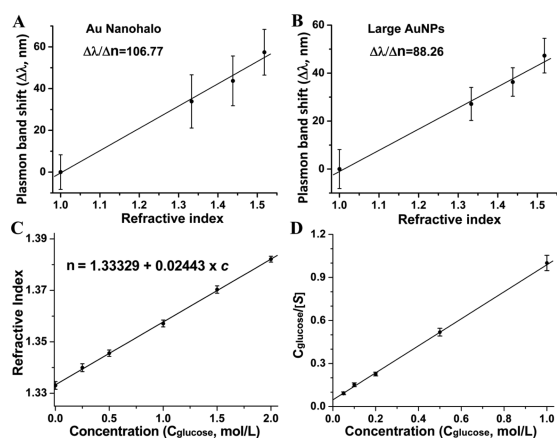 A
Au Nanohalo
Δλ/Δn=106.77
Plasmon band shift (Δλ, nm)
60
40
20
0
1.0 1.1 1.2 1.3 1.4 1.5
Refractive index
B
Large AuNPs
Δλ/Δn=88.26
Plasmon band shift (Δλ, nm)
60
40
20
0
1.0 1.1 1.2 1.3 1.4 1.5
Refractive index
C
n = 1.33329 + 0.02443 x c
Refractive Index
1.39
1.37
1.35
1.33
0.0 0.5 1.0 1.5 2.0
Concentration (Cglucose, mol/L)
D
Cglucose/[S]
1.2
0.9
0.6
0.3
0.0
0.0 0.2 0.4 0.6 0.8 1.0
Concentration (Cglucose, mol/L)